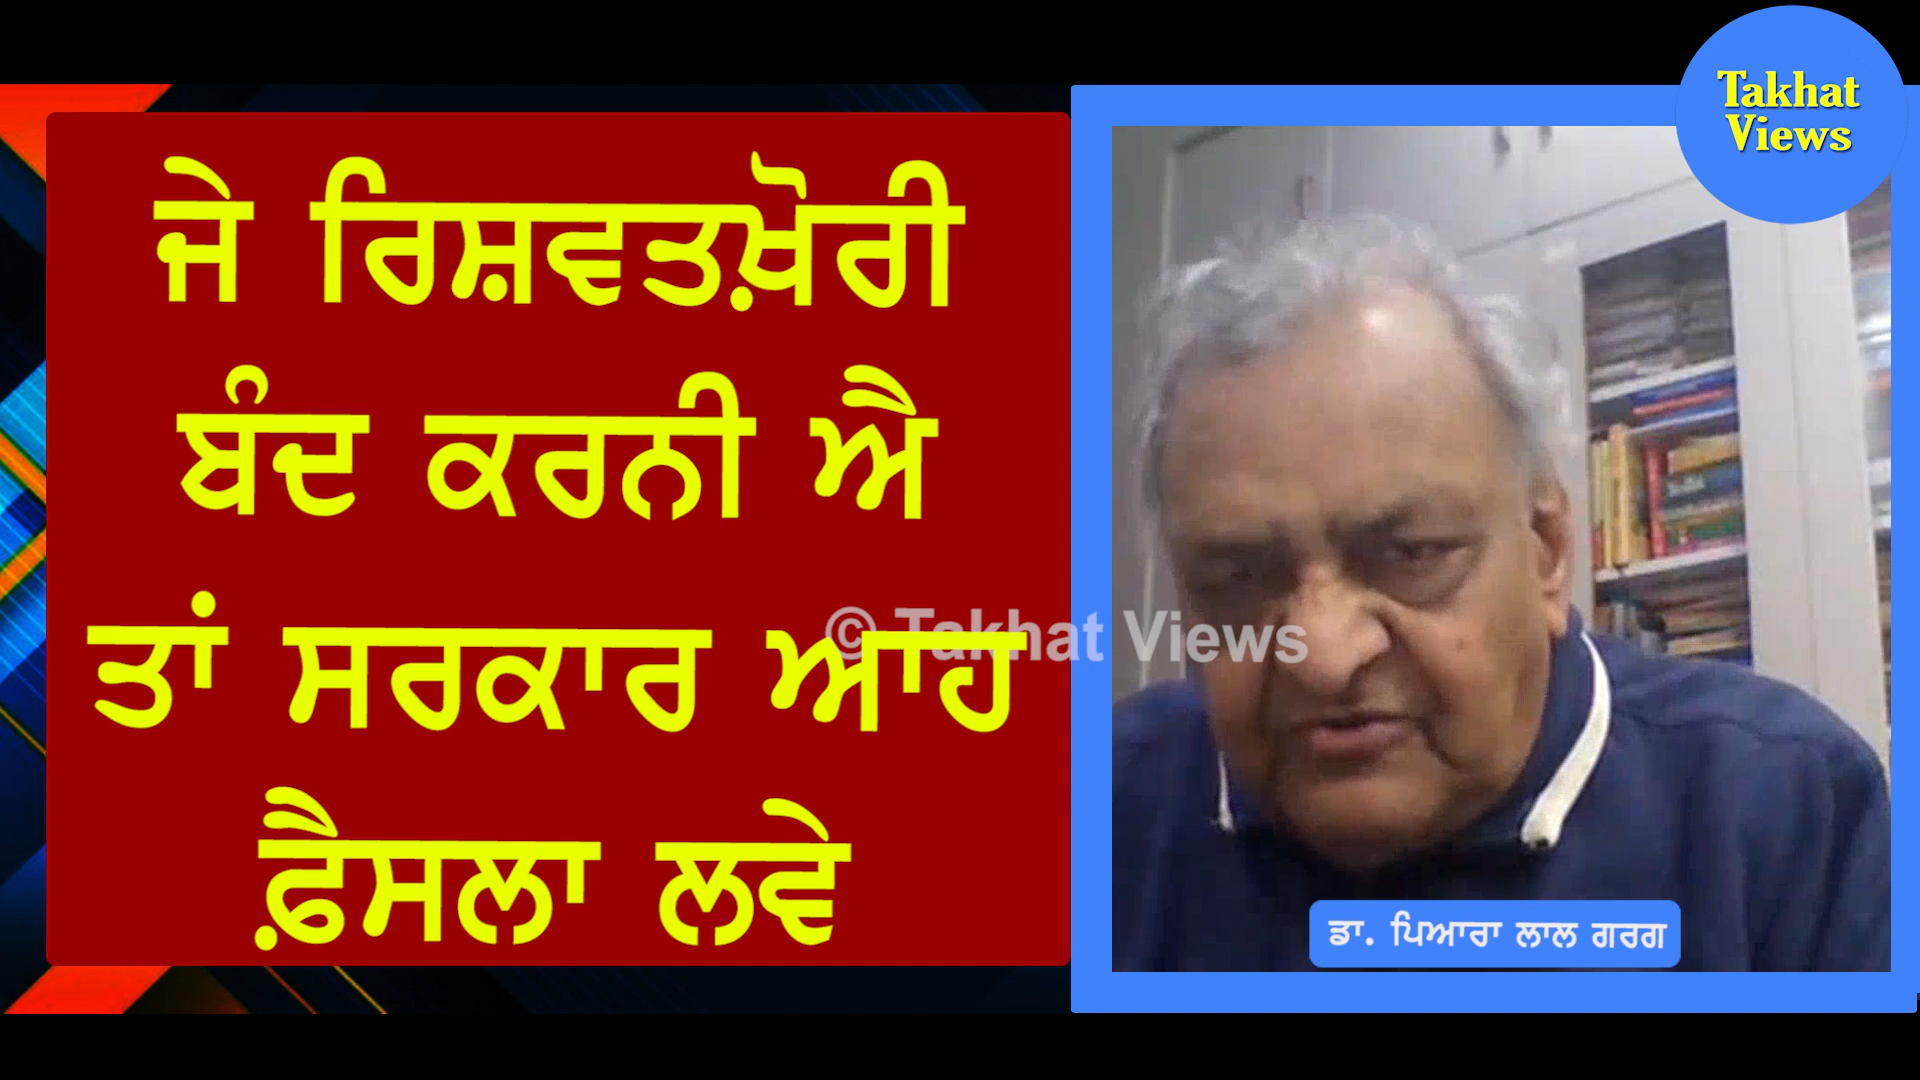 ਜੇ ਰਿਸ਼ਵਤਖ਼ੋਰੀ
ਬੰਦ ਕਰਨੀ ਐ
ਤਾਂ ਸਰਕਾਰ ਆਹ
ਫ਼ੈਸਲਾ ਲਵੇ
Takhat
Views
© Takhat Views
ਡਾ. ਪਿਆਰਾ ਲਾਲ ਗਰਗ